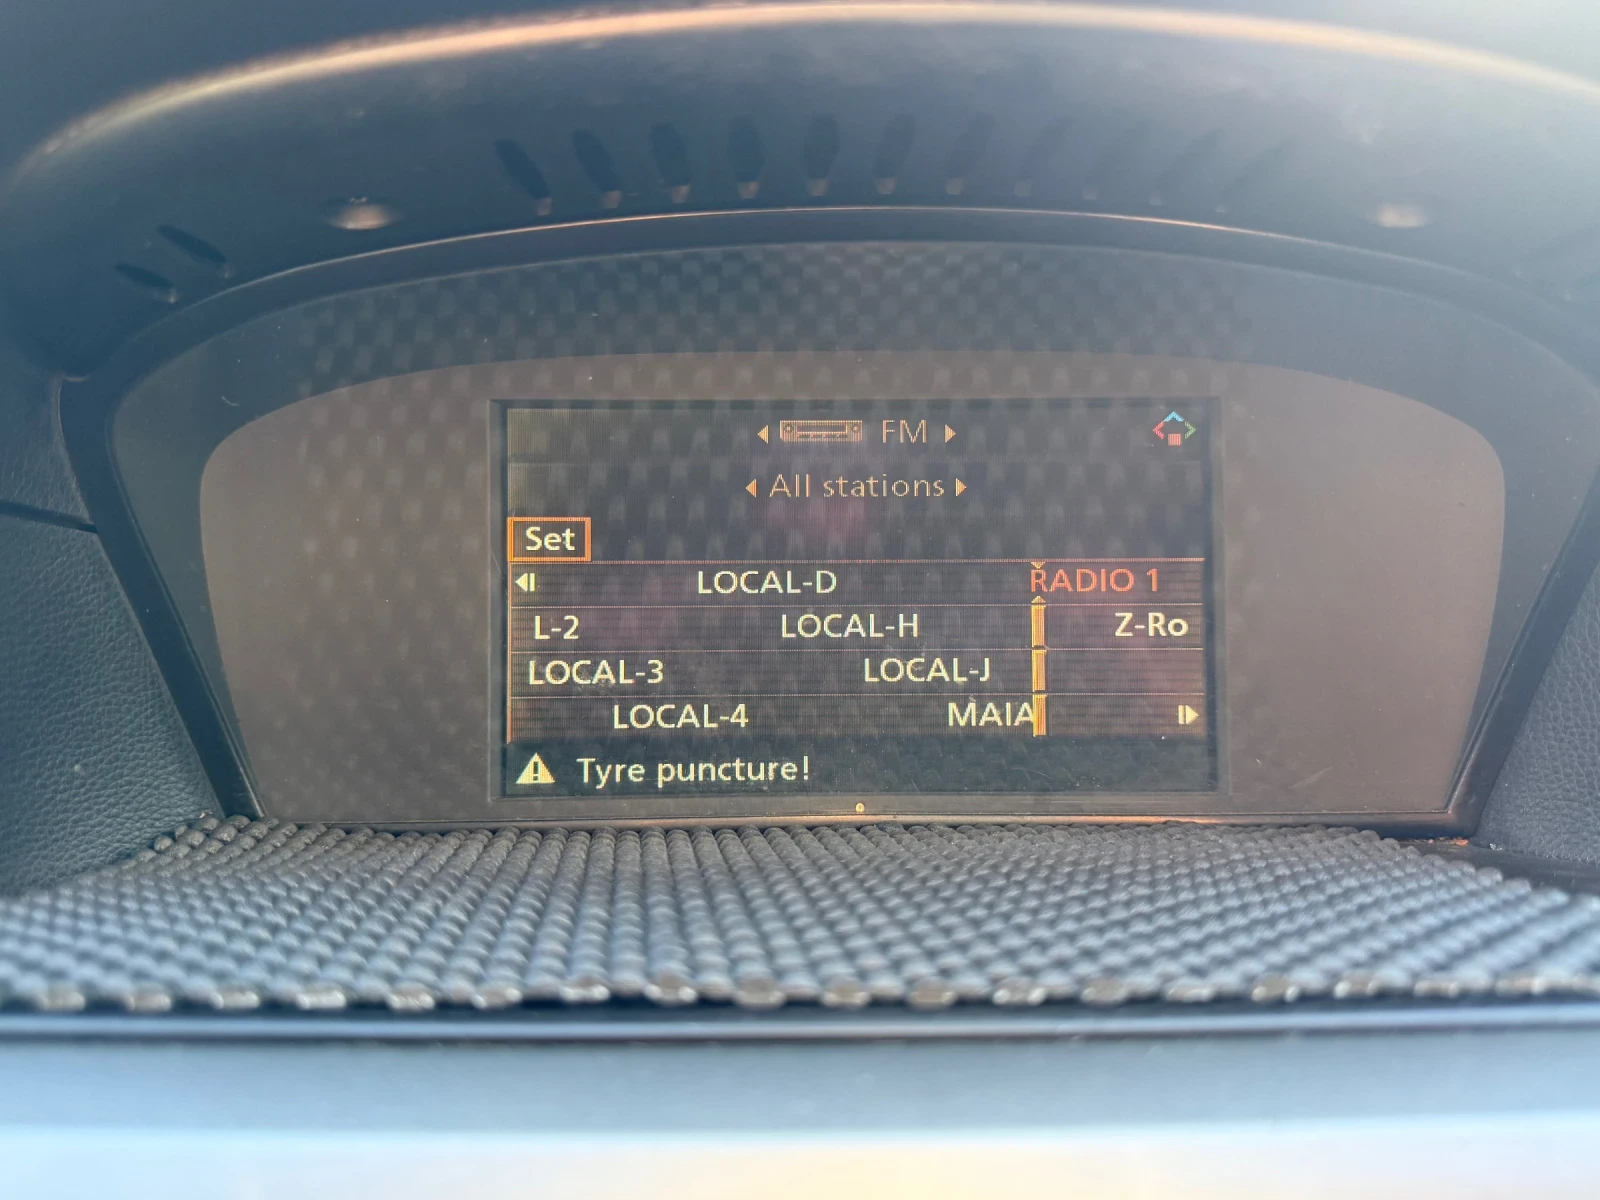 FM
All stations
Set
LOCAL-D RADIO 1
L-2 LOCAL-H Z-Ro
LOCAL-3 LOCAL-J
LOCAL-4 MAIA
Tyre puncture!